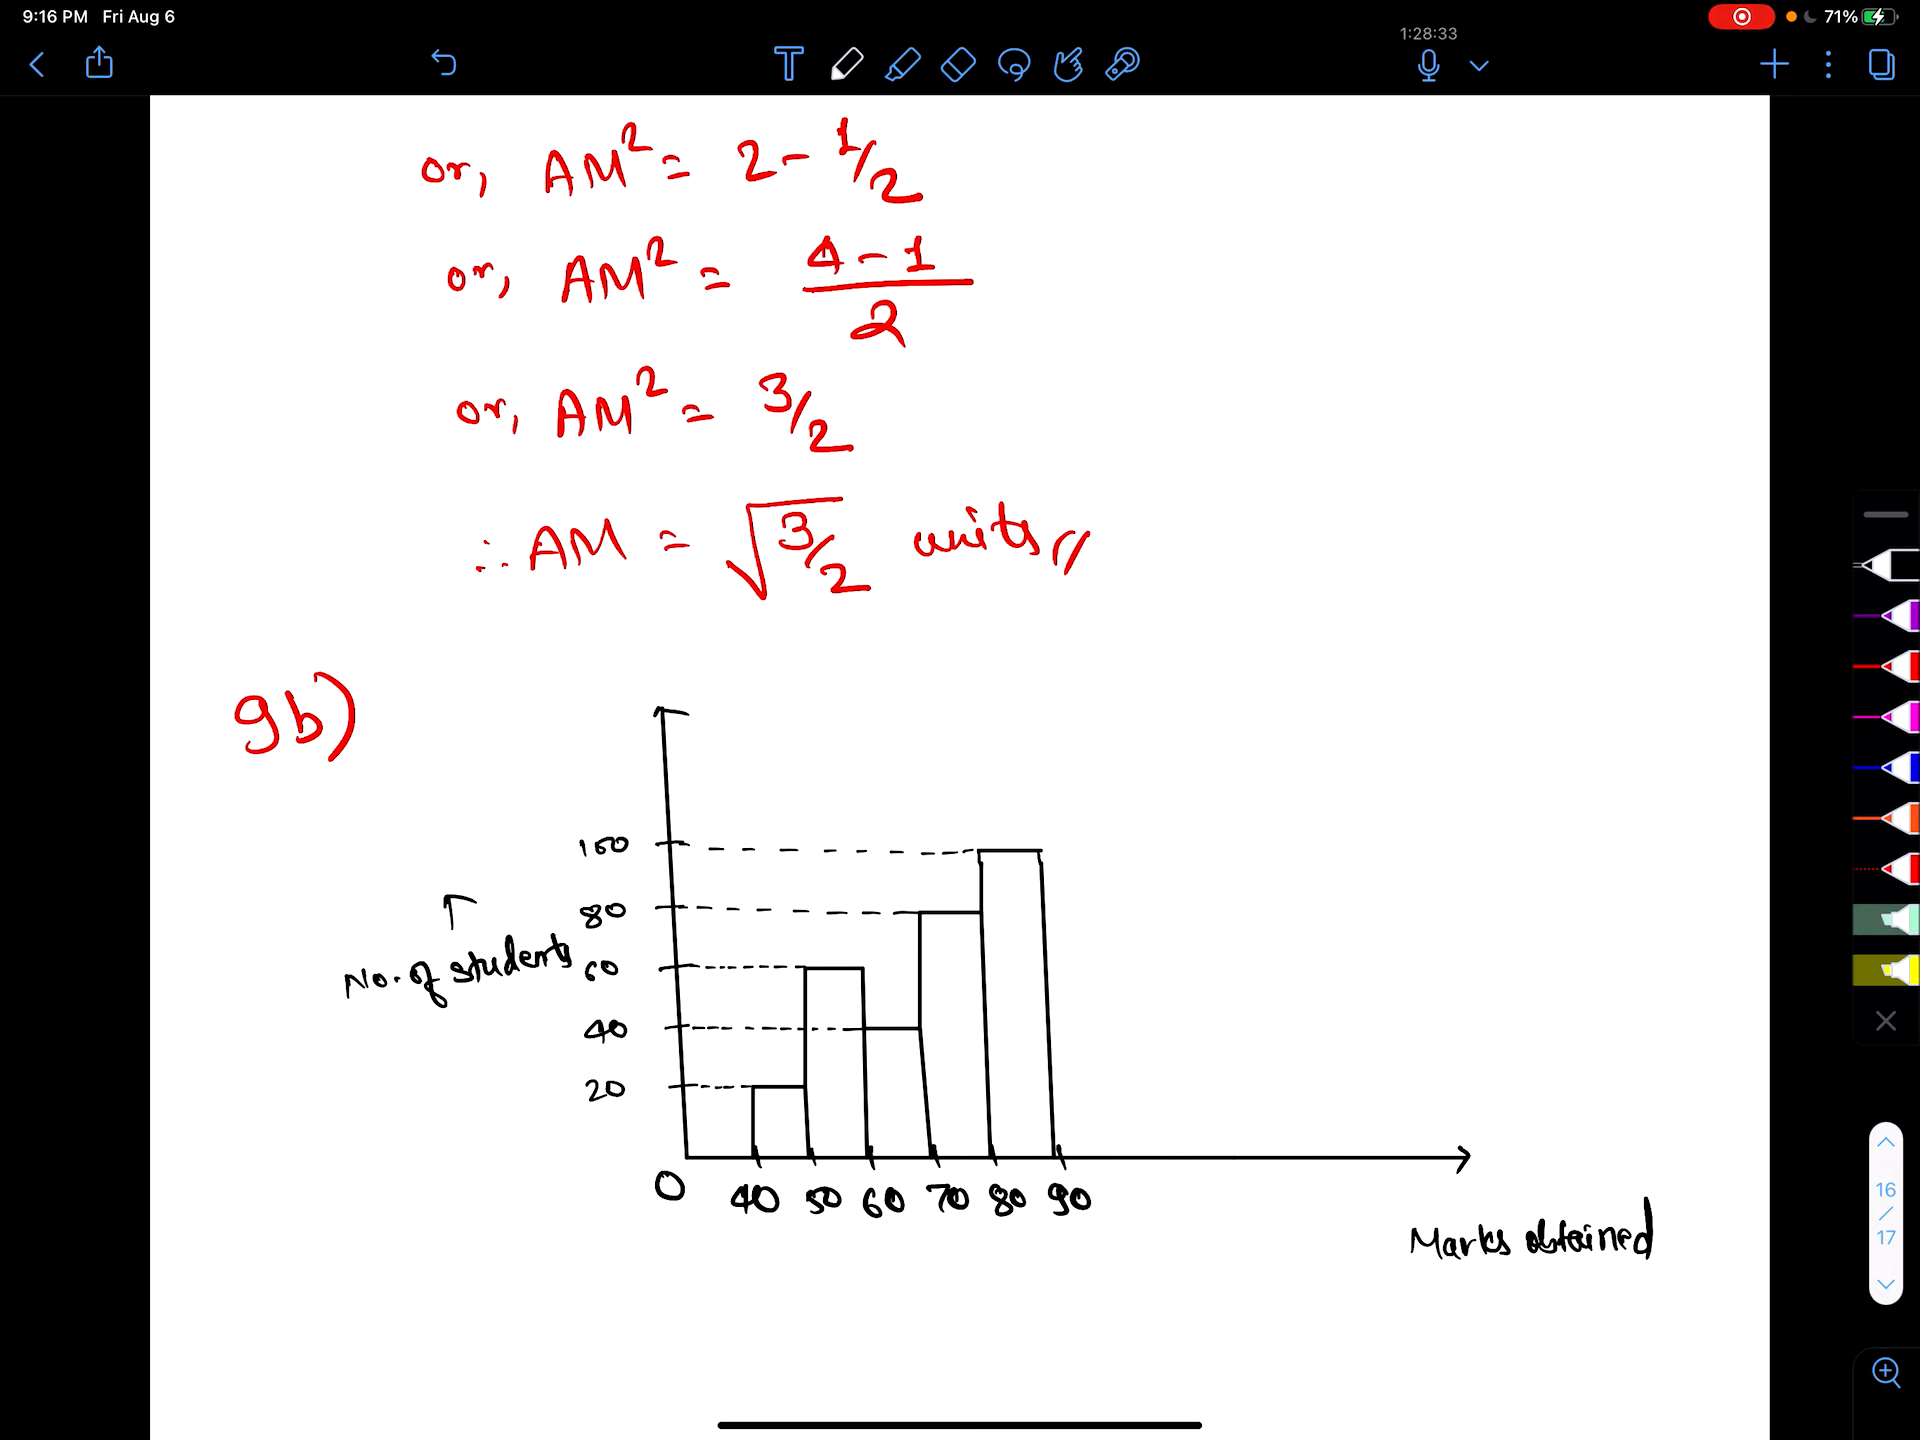 9:16 PM Fri Aug 6
71%
1:28:33
or, AM² = 2 - 1/2
or, AM² = 4 - 1 / 2
or, AM² = 3/2
∴ AM = √3/2 units //
9b)
100
80
No. of students
60
40
20
0 40 50 60 70 80 90
Marks obtained
16
/
17